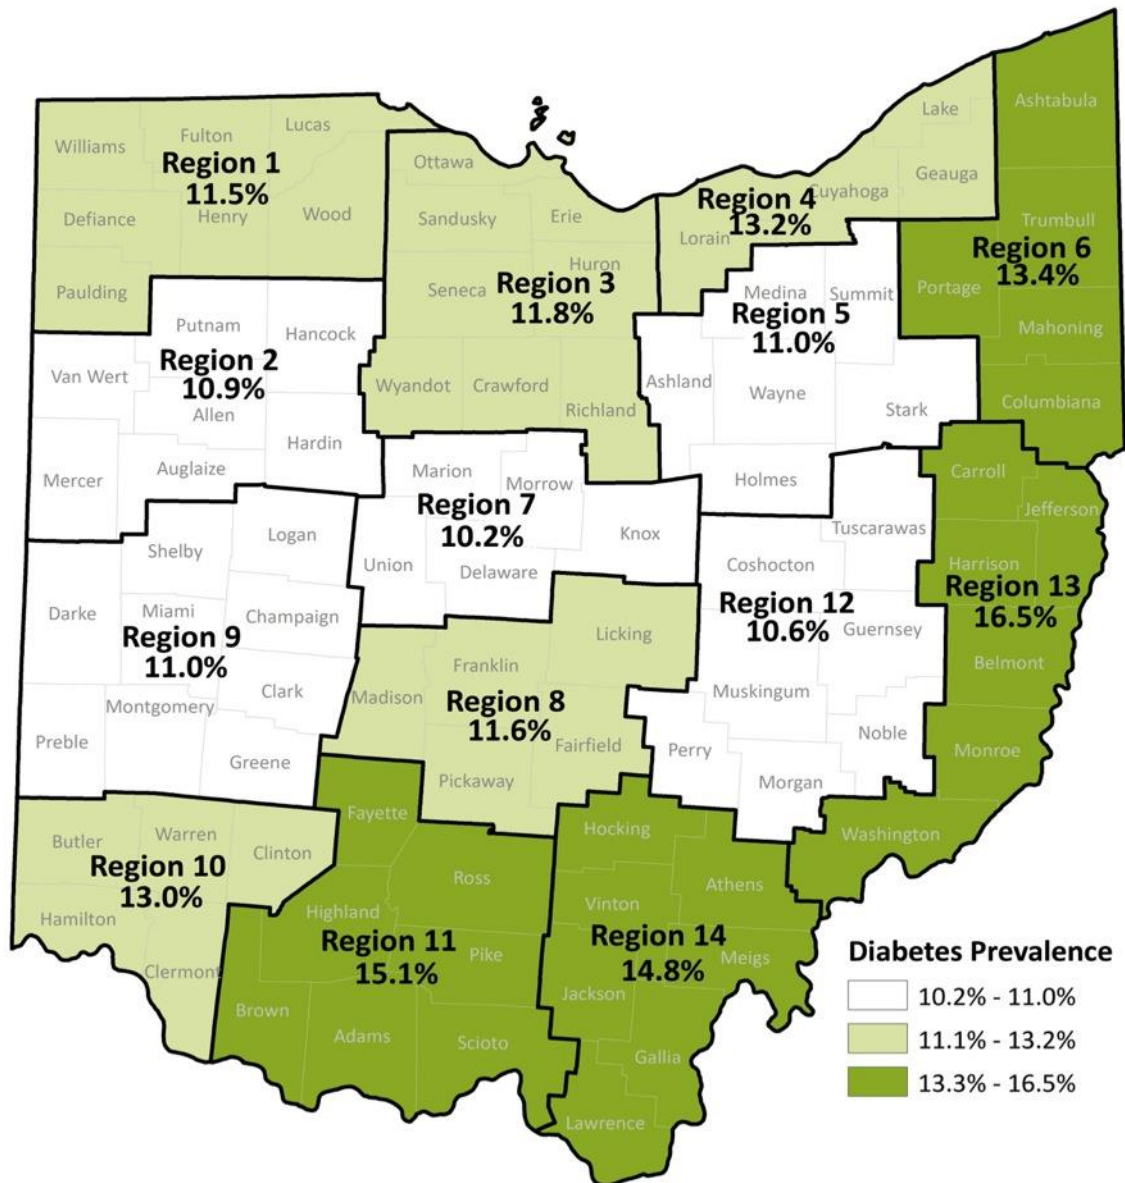 Lake
Ashtabula
Geauga
Cuyahoga
Trumbull
Williams
Fulton
Lucas
Region 1
11.5%
Defiance
Henry
Wood
Paulding
Ottawa
Sandusky
Erie
Huron
Seneca
Region 3
11.8%
Wyandot
Crawford
Richland
Region 4
13.2%
Lorain
Region 6
13.4%
Portage
Mahoning
Columbiana
Medina
Summit
Region 5
11.0%
Ashland
Wayne
Stark
Holmes
Putnam
Hancock
Region 2
10.9%
Van Wert
Allen
Hardin
Mercer
Auglaize
Marion
Morrow
Region 7
10.2%
Knox
Union
Delaware
Carroll
Jefferson
Harrison
Region 13
16.5%
Belmont
Monroe
Washington
Tuscarawas
Coshocton
Region 12
10.6%
Guernsey
Muskingum
Noble
Perry
Morgan
Logan
Shelby
Darke
Miami
Champaign
Region 9
11.0%
Clark
Montgomery
Preble
Greene
Licking
Franklin
Madison
Region 8
11.6%
Fairfield
Pickaway
Butler
Warren
Clinton
Region 10
13.0%
Hamilton
Clermont
Fayette
Ross
Highland
Region 11
15.1%
Pike
Brown
Adams
Scioto
Hocking
Athens
Vinton
Region 14
14.8%
Meigs
Jackson
Gallia
Lawrence
Diabetes Prevalence
10.2% - 11.0%
11.1% - 13.2%
13.3% - 16.5%